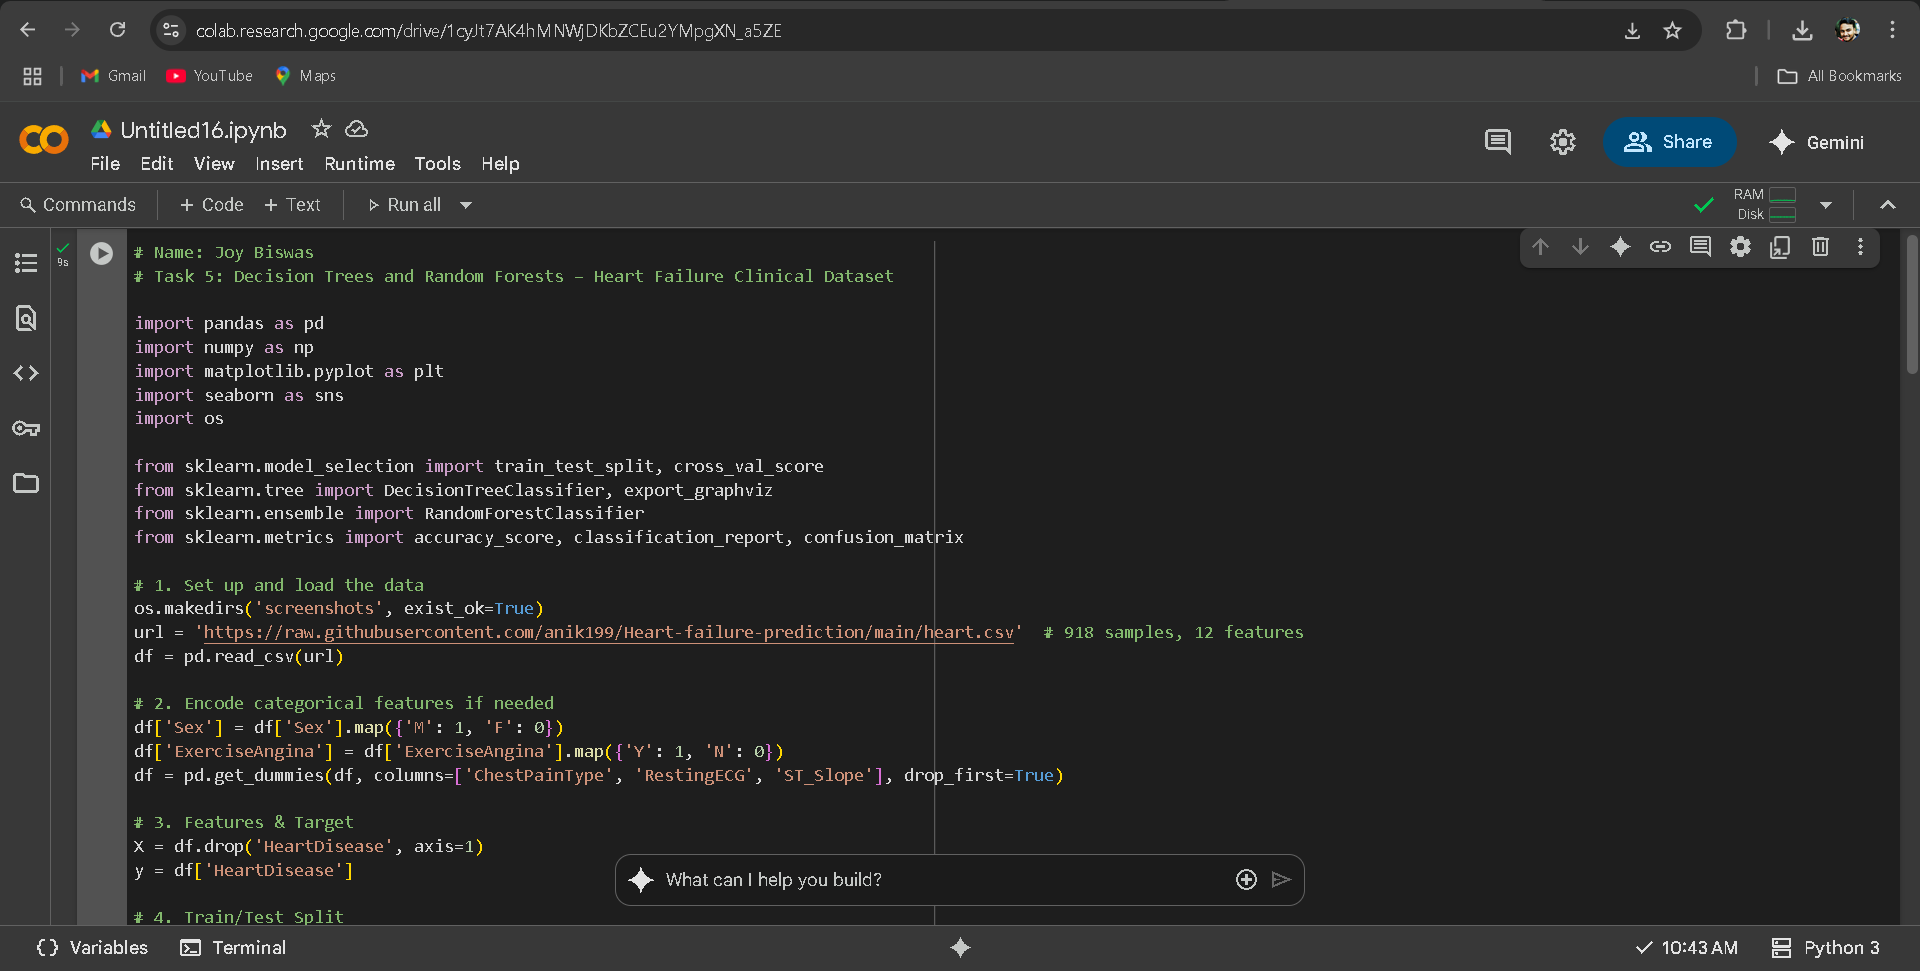 colab.research.google.com/drive/1cyJt7AK4hMNWjDKbZCEu2YMpgXN_a5ZE
Gmail YouTube Maps All Bookmarks
Untitled16.ipynb
File Edit View Insert Runtime Tools Help
Share Gemini
Commands + Code + Text Run all
RAM
Disk
9s
# Name: Joy Biswas
# Task 5: Decision Trees and Random Forests – Heart Failure Clinical Dataset
import pandas as pd
import numpy as np
import matplotlib.pyplot as plt
import seaborn as sns
import os
from sklearn.model_selection import train_test_split, cross_val_score
from sklearn.tree import DecisionTreeClassifier, export_graphviz
from sklearn.ensemble import RandomForestClassifier
from sklearn.metrics import accuracy_score, classification_report, confusion_matrix
# 1. Set up and load the data
os.makedirs('screenshots', exist_ok=True)
url = 'https://raw.githubusercontent.com/anik199/Heart-failure-prediction/main/heart.csv'  # 918 samples, 12 features
df = pd.read_csv(url)
# 2. Encode categorical features if needed
df['Sex'] = df['Sex'].map({'M': 1, 'F': 0})
df['ExerciseAngina'] = df['ExerciseAngina'].map({'Y': 1, 'N': 0})
df = pd.get_dummies(df, columns=['ChestPainType', 'RestingECG', 'ST_Slope'], drop_first=True)
# 3. Features & Target
X = df.drop('HeartDisease', axis=1)
y = df['HeartDisease']
What can I help you build?
# 4. Train/Test Split
Variables Terminal 10:43 AM Python 3